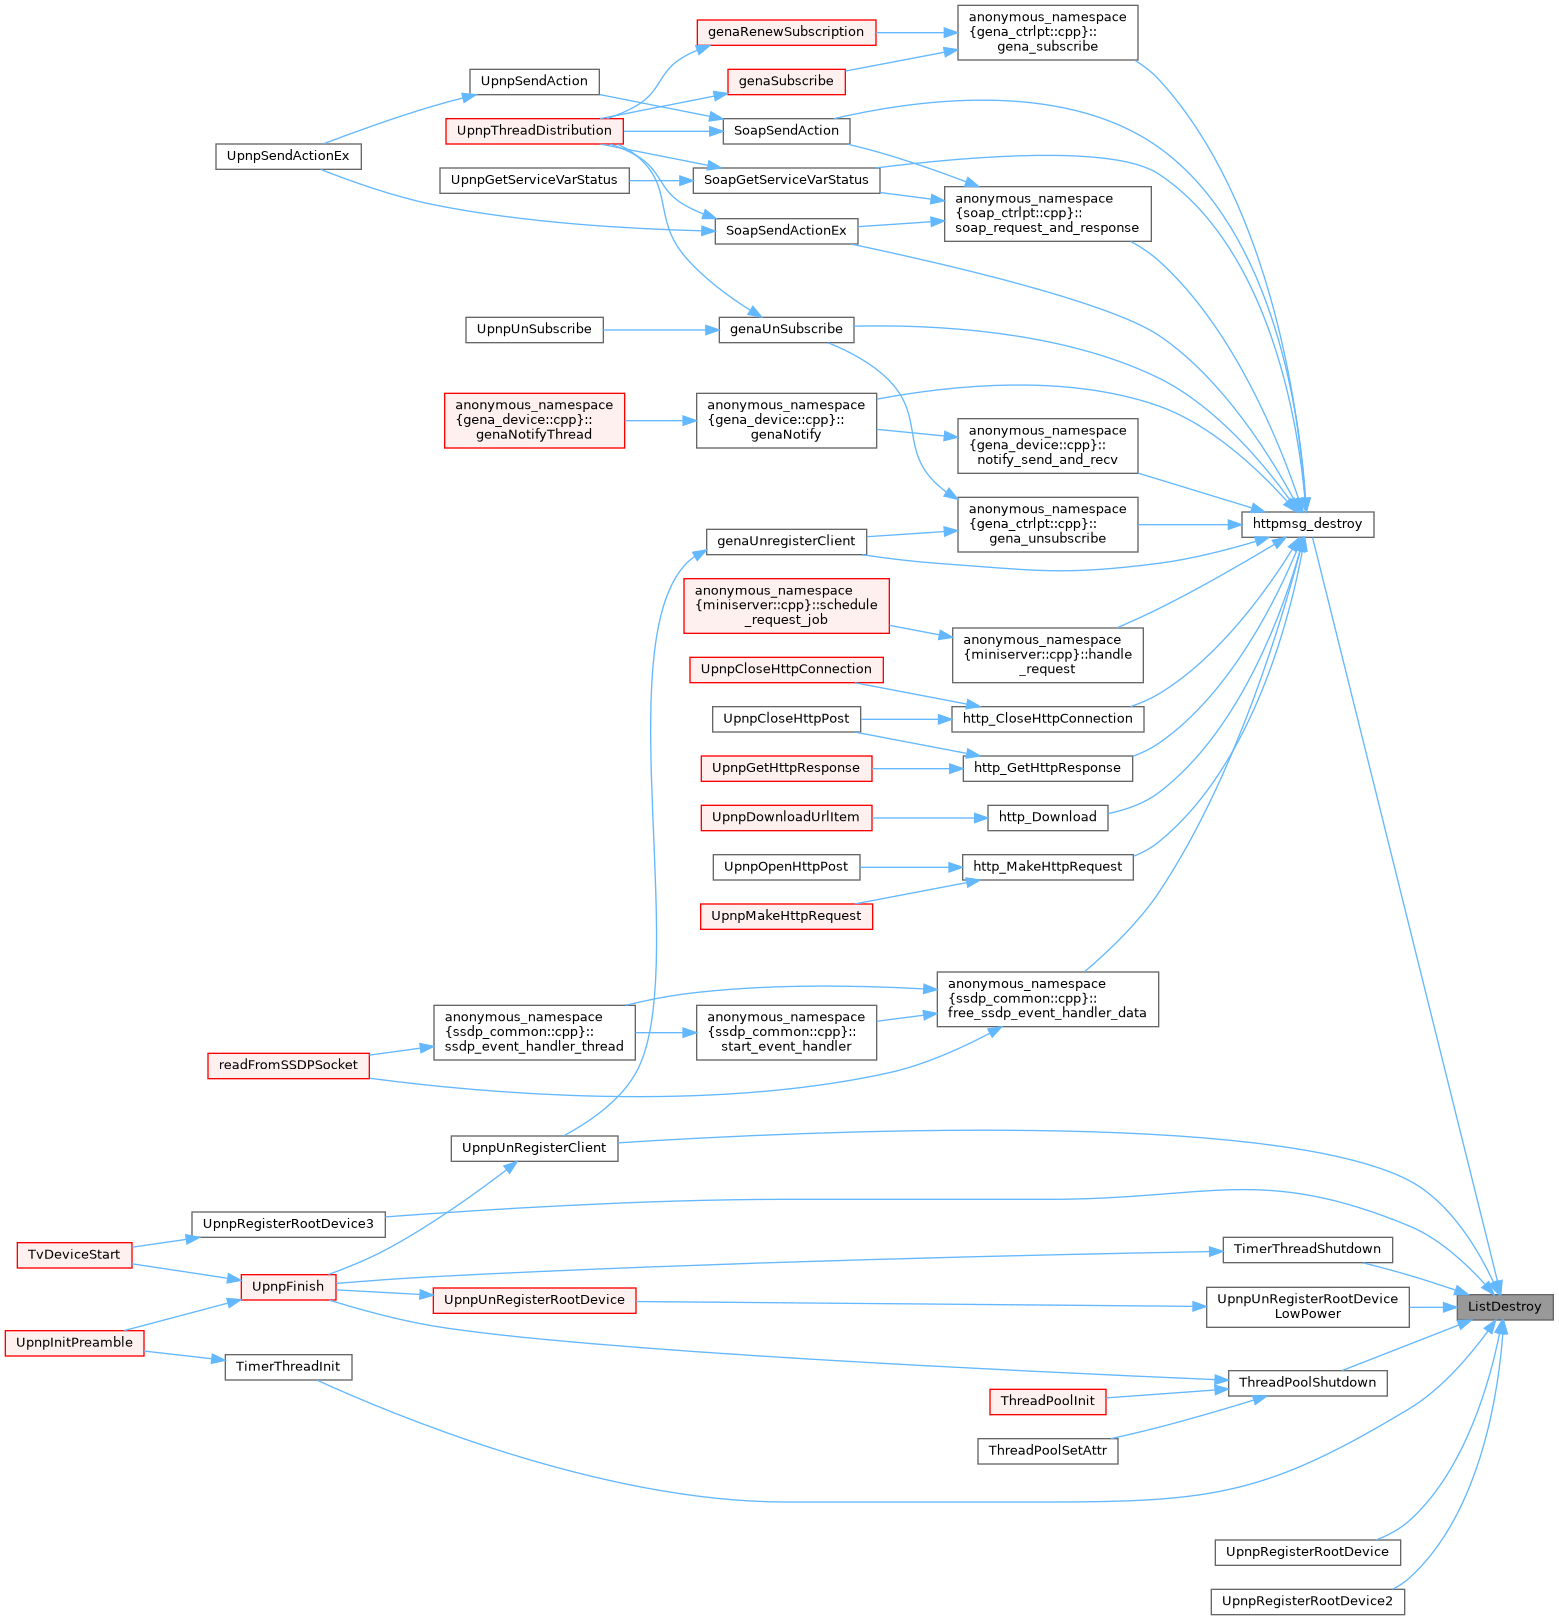 anonymous_namespace
{gena_ctrlpt::cpp}::
gena_subscribe
genaRenewSubscription
genaSubscribe
UpnpSendAction
UpnpThreadDistribution
SoapSendAction
UpnpSendActionEx
UpnpGetServiceVarStatus
SoapGetServiceVarStatus
anonymous_namespace
{soap_ctrlpt::cpp}::
soap_request_and_response
SoapSendActionEx
UpnpUnSubscribe
genaUnSubscribe
anonymous_namespace
{gena_device::cpp}::
genaNotifyThread
anonymous_namespace
{gena_device::cpp}::
genaNotify
anonymous_namespace
{gena_device::cpp}::
notify_send_and_recv
anonymous_namespace
{gena_ctrlpt::cpp}::
gena_unsubscribe
httpmsg_destroy
genaUnregisterClient
anonymous_namespace
{miniserver::cpp}::schedule
_request_job
anonymous_namespace
{miniserver::cpp}::handle
_request
UpnpCloseHttpConnection
UpnpCloseHttpPost
http_CloseHttpConnection
UpnpGetHttpResponse
http_GetHttpResponse
UpnpDownloadUrlItem
http_Download
UpnpOpenHttpPost
http_MakeHttpRequest
UpnpMakeHttpRequest
anonymous_namespace
{ssdp_common::cpp}::
free_ssdp_event_handler_data
anonymous_namespace
{ssdp_common::cpp}::
ssdp_event_handler_thread
anonymous_namespace
{ssdp_common::cpp}::
start_event_handler
readFromSSDPSocket
UpnpUnRegisterClient
UpnpRegisterRootDevice3
TvDeviceStart
TimerThreadShutdown
UpnpFinish
UpnpUnRegisterRootDevice
UpnpUnRegisterRootDevice
LowPower
ListDestroy
UpnpInitPreamble
TimerThreadInit
ThreadPoolShutdown
ThreadPoolInit
ThreadPoolSetAttr
UpnpRegisterRootDevice
UpnpRegisterRootDevice2